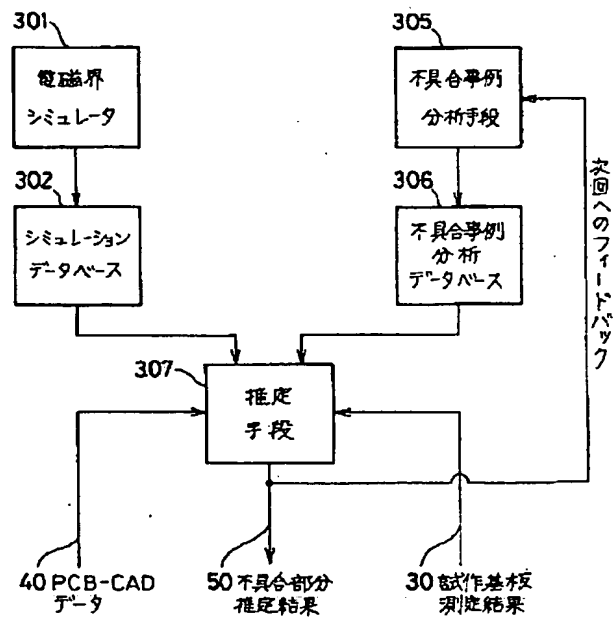 301
電磁界
シミュレータ
302
シミュレーション
データベース
305
不具合事例
分析手段
306
不具合事例
分析
データベース
次回へのフィードバック
307
推定
手段
40 PCB-CAD
データ
50 不具合部分
推定結果
30 試作基板
測定結果